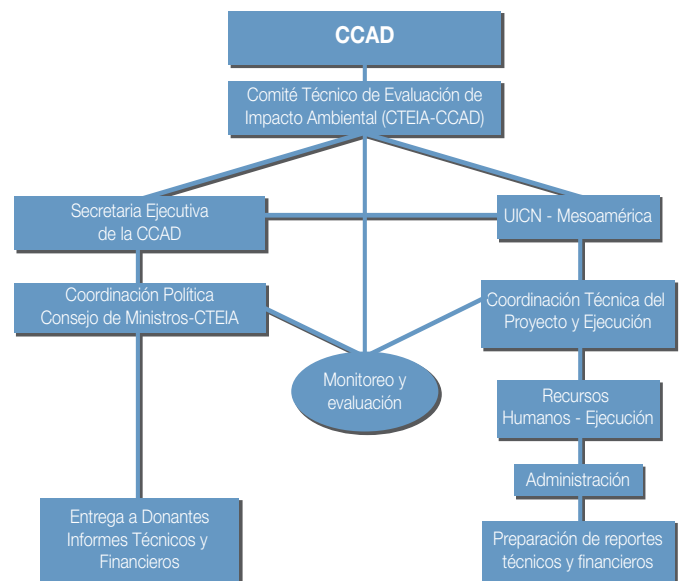 CCAD
Comité Técnico de Evaluación de
Impacto Ambiental (CTEIA-CCAD)
Secretaria Ejecutiva
de la CCAD
UICN - Mesoamérica
Coordinación Política
Consejo de Ministros-CTEIA
Coordinación Técnica del
Proyecto y Ejecución
Monitoreo y
evaluación
Recursos
Humanos - Ejecución
Administración
Entrega a Donantes
Informes Técnicos y
Financieros
Preparación de reportes
técnicos y financieros